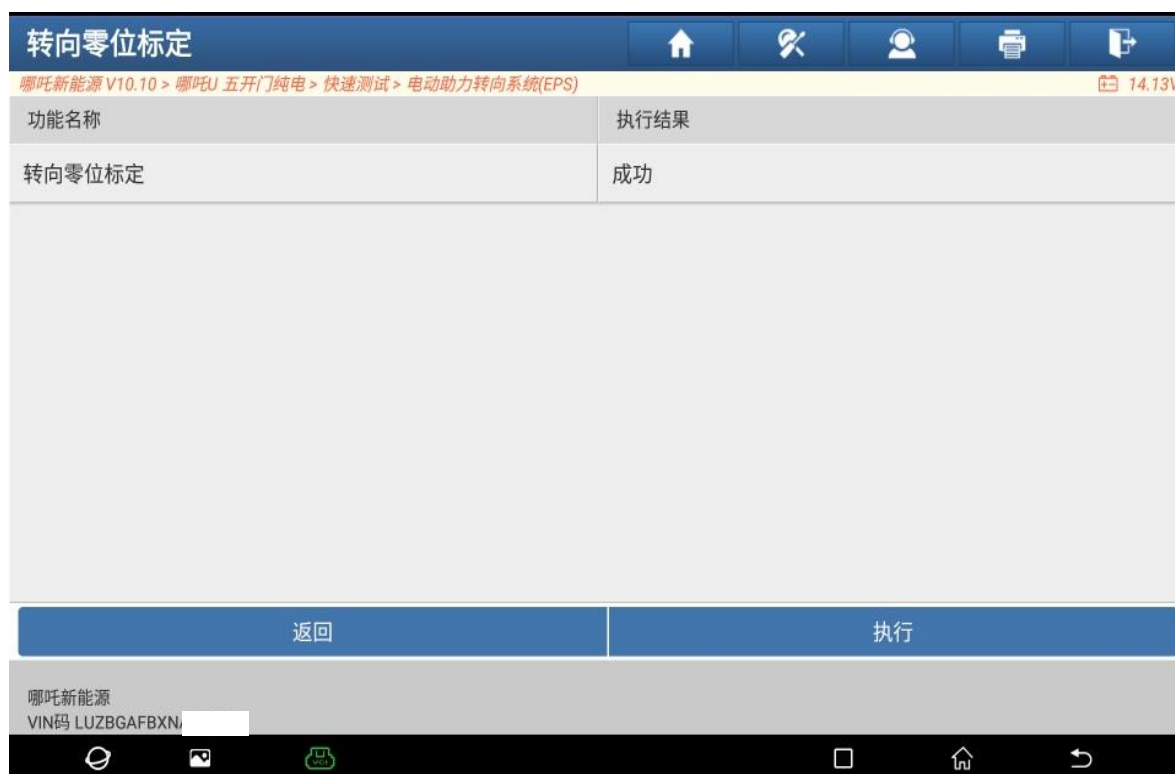 转向零位标定
哪吒新能源 V10.10 > 哪吒U 五开门纯电 > 快速测试 > 电动助力转向系统(EPS)
14.13V
功能名称 执行结果
转向零位标定 成功
返回 执行
哪吒新能源
VIN码 LUZBGAFBXN
VCI